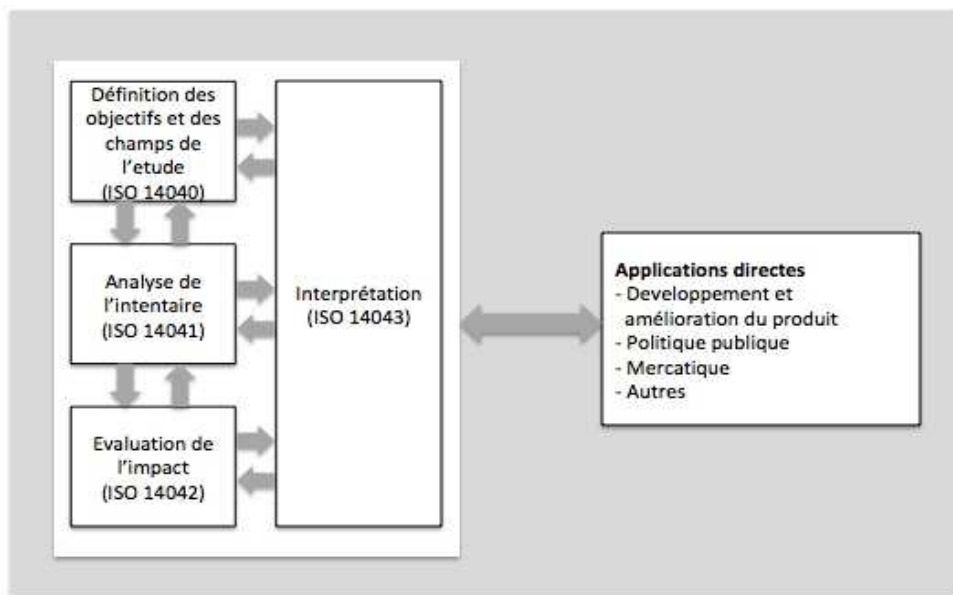 Définition des
objectifs et des
champs de
l'etude
(ISO 14040)
Analyse de
l'intentaire
(ISO 14041)
Evaluation de
l'impact
(ISO 14042)
Interprétation
(ISO 14043)
Applications directes
- Developpement et
amélioration du produit
- Politique publique
- Mercatique
- Autres